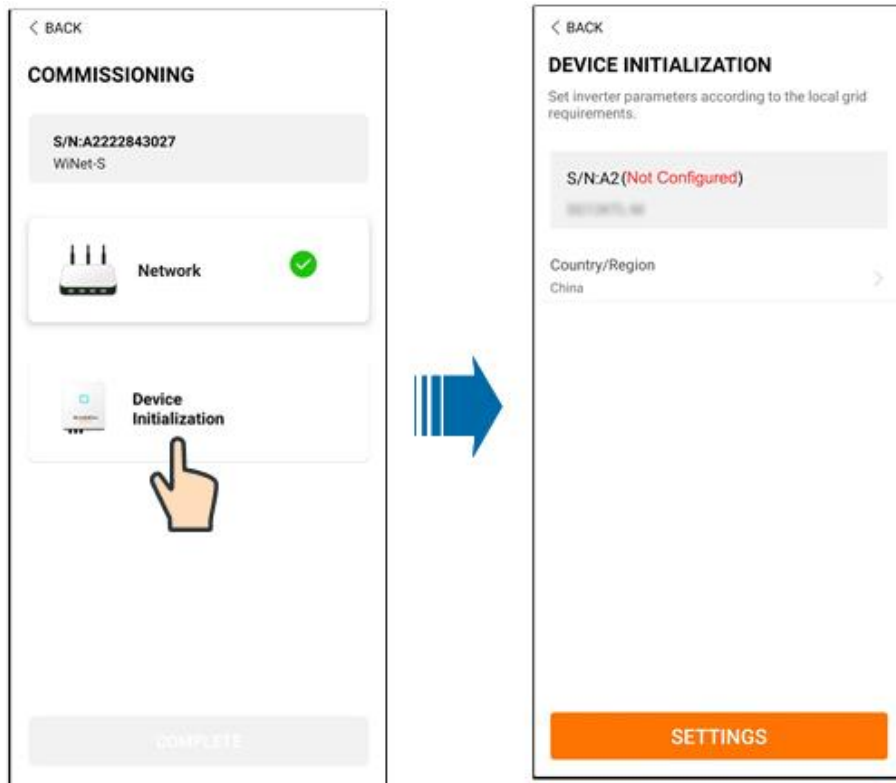 < BACK
COMMISSIONING
S/N:A2222843027
WiNet-S
Network
Device
Initialization
COMPLETE
< BACK
DEVICE INITIALIZATION
Set inverter parameters according to the local grid
requirements.
S/N:A2(Not Configured)
Country/Region
China
SETTINGS